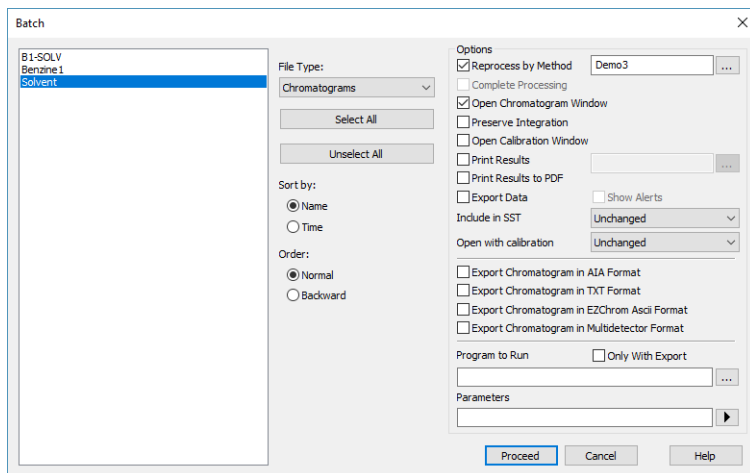 Batch
B1-SOLV
Benzine1
Solvent
File Type:
Chromatograms
Select All
Unselect All
Sort by:
Name
Time
Order:
Normal
Backward
Options
Reprocess by Method Demo3 ...
Complete Processing
Open Chromatogram Window
Preserve Integration
Open Calibration Window
Print Results ...
Print Results to PDF
Export Data Show Alerts
Include in SST Unchanged
Open with calibration Unchanged
Export Chromatogram in AIA Format
Export Chromatogram in TXT Format
Export Chromatogram in EZChrom Ascii Format
Export Chromatogram in Multidetector Format
Program to Run Only With Export
...
Parameters
Proceed Cancel Help